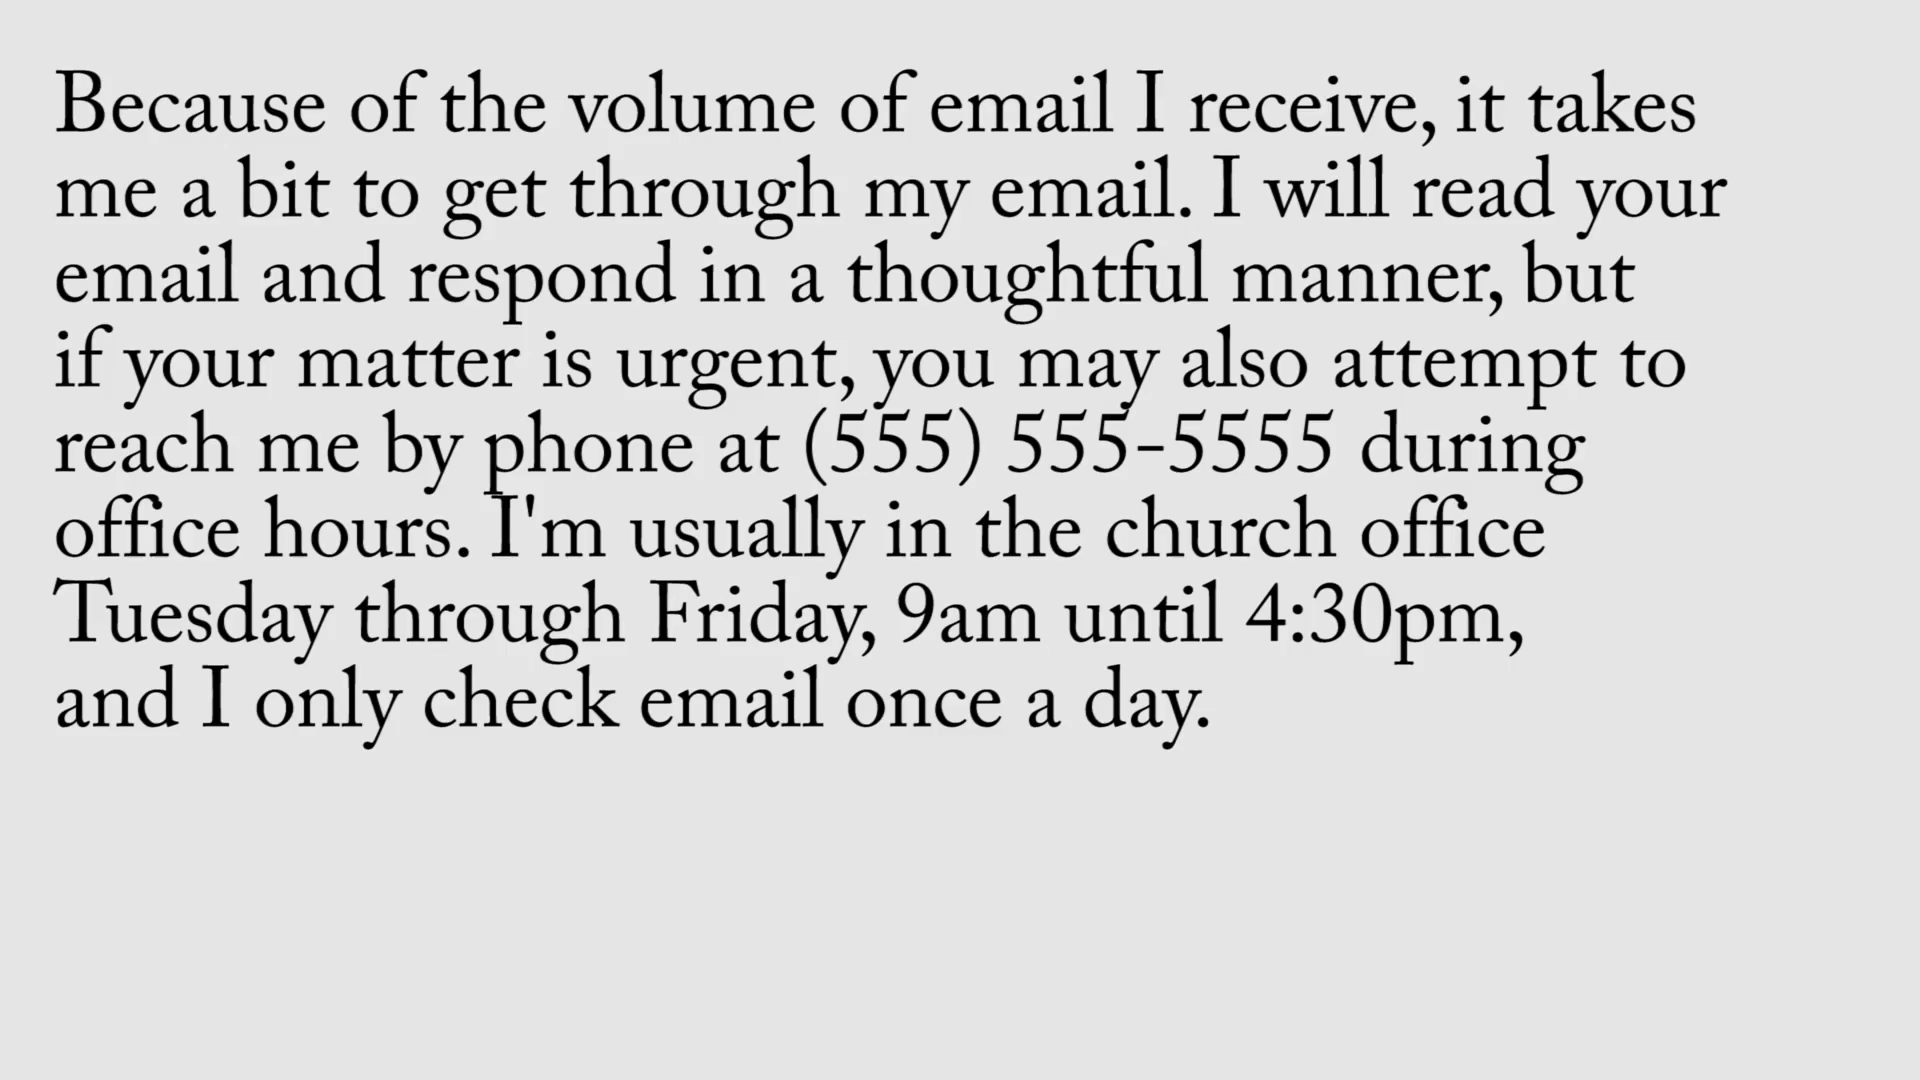 Because of the volume of email I receive, it takes
me a bit to get through my email. I will read your
email and respond in a thoughtful manner, but
if your matter is urgent, you may also attempt to
reach me by phone at (555) 555-5555 during
office hours. I'm usually in the church office
Tuesday through Friday, 9am until 4:30pm,
and I only check email once a day.